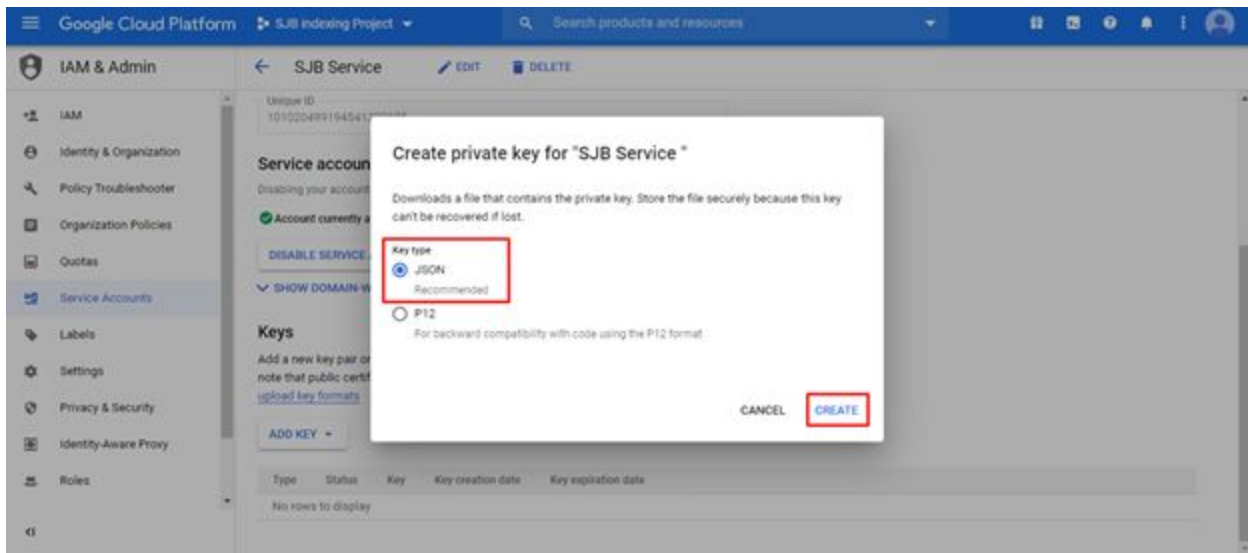 Google Cloud Platform
SJB Indexing Project
Search products and resources
IAM & Admin
SJB Service
EDIT
DELETE
IAM
Identity & Organization
Policy Troubleshooter
Organization Policies
Quotas
Service Accounts
Labels
Settings
Privacy & Security
Identity-Aware Proxy
Roles
Unique ID
Service accoun
Disabling your account
Account currently a
DISABLE SERVICE
SHOW DOMAIN-W
Keys
Add a new key pair or
note that public certif
upload key formats
ADD KEY
Type Status Key Key creation date Key expiration date
No rows to display
Create private key for "SJB Service "
Downloads a file that contains the private key. Store the file securely because this key
can't be recovered if lost.
Key type
JSON
Recommended
P12
For backward compatibility with code using the P12 format
CANCEL
CREATE